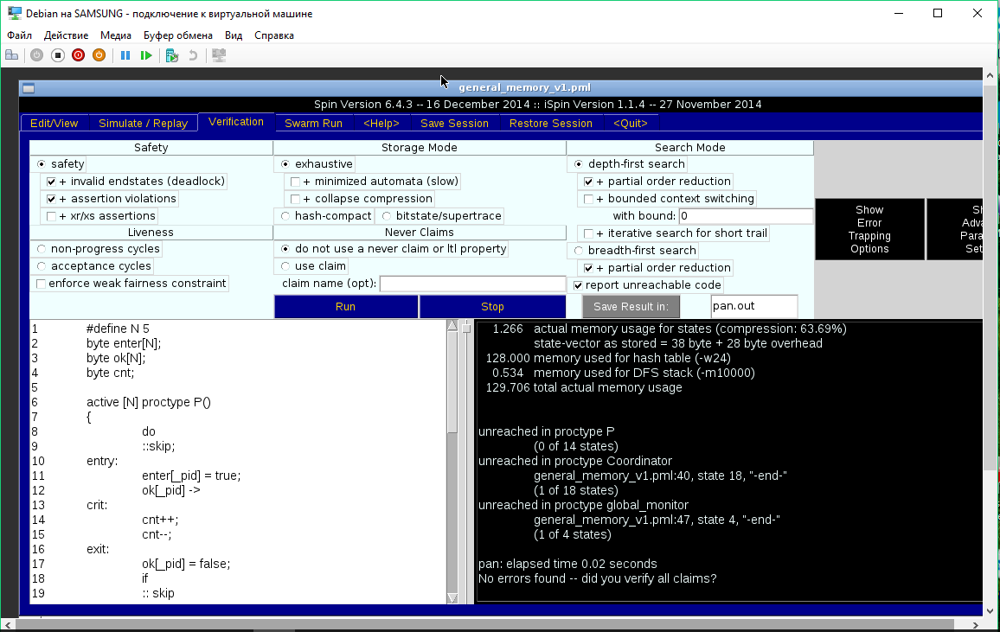 Debian на SAMSUNG - подключение к виртуальной машине
Файл Действие Медиа Буфер обмена Вид Справка
general_memory_v1.pml
Spin Version 6.4.3 -- 16 December 2014 :: iSpin Version 1.1.4 -- 27 November 2014
Edit/View Simulate / Replay Verification Swarm Run <Help> Save Session Restore Session <Quit>
Safety Storage Mode Search Mode
safety exhaustive depth-first search
+ invalid endstates (deadlock) + minimized automata (slow) + partial order reduction
+ assertion violations + collapse compression + bounded context switching
+ xr/xs assertions hash-compact bitstate/supertrace with bound: 0
Liveness Never Claims + iterative search for short trail
non-progress cycles do not use a never claim or ltl property breadth-first search
acceptance cycles use claim + partial order reduction
enforce weak fairness constraint claim name (opt): report unreachable code
Run Stop Save Result in: pan.out
Show
Error
Trapping
Options
Sh
Adva
Para
Set
1 #define N 5
2 byte enter[N];
3 byte ok[N];
4 byte cnt;
5
6 active [N] proctype P()
7 {
8 do
9 ::skip;
10 entry:
11 enter[_pid] = true;
12 ok[_pid] ->
13 crit:
14 cnt++;
15 cnt--;
16 exit:
17 ok[_pid] = false;
18 if
19 :: skip
1.266 actual memory usage for states (compression: 63.69%)
state-vector as stored = 38 byte + 28 byte overhead
128.000 memory used for hash table (-w24)
0.534 memory used for DFS stack (-m10000)
129.706 total actual memory usage
unreached in proctype P
(0 of 14 states)
unreached in proctype Coordinator
general_memory_v1.pml:40, state 18, "-end-"
(1 of 18 states)
unreached in proctype global_monitor
general_memory_v1.pml:47, state 4, "-end-"
(1 of 4 states)
pan: elapsed time 0.02 seconds
No errors found -- did you verify all claims?